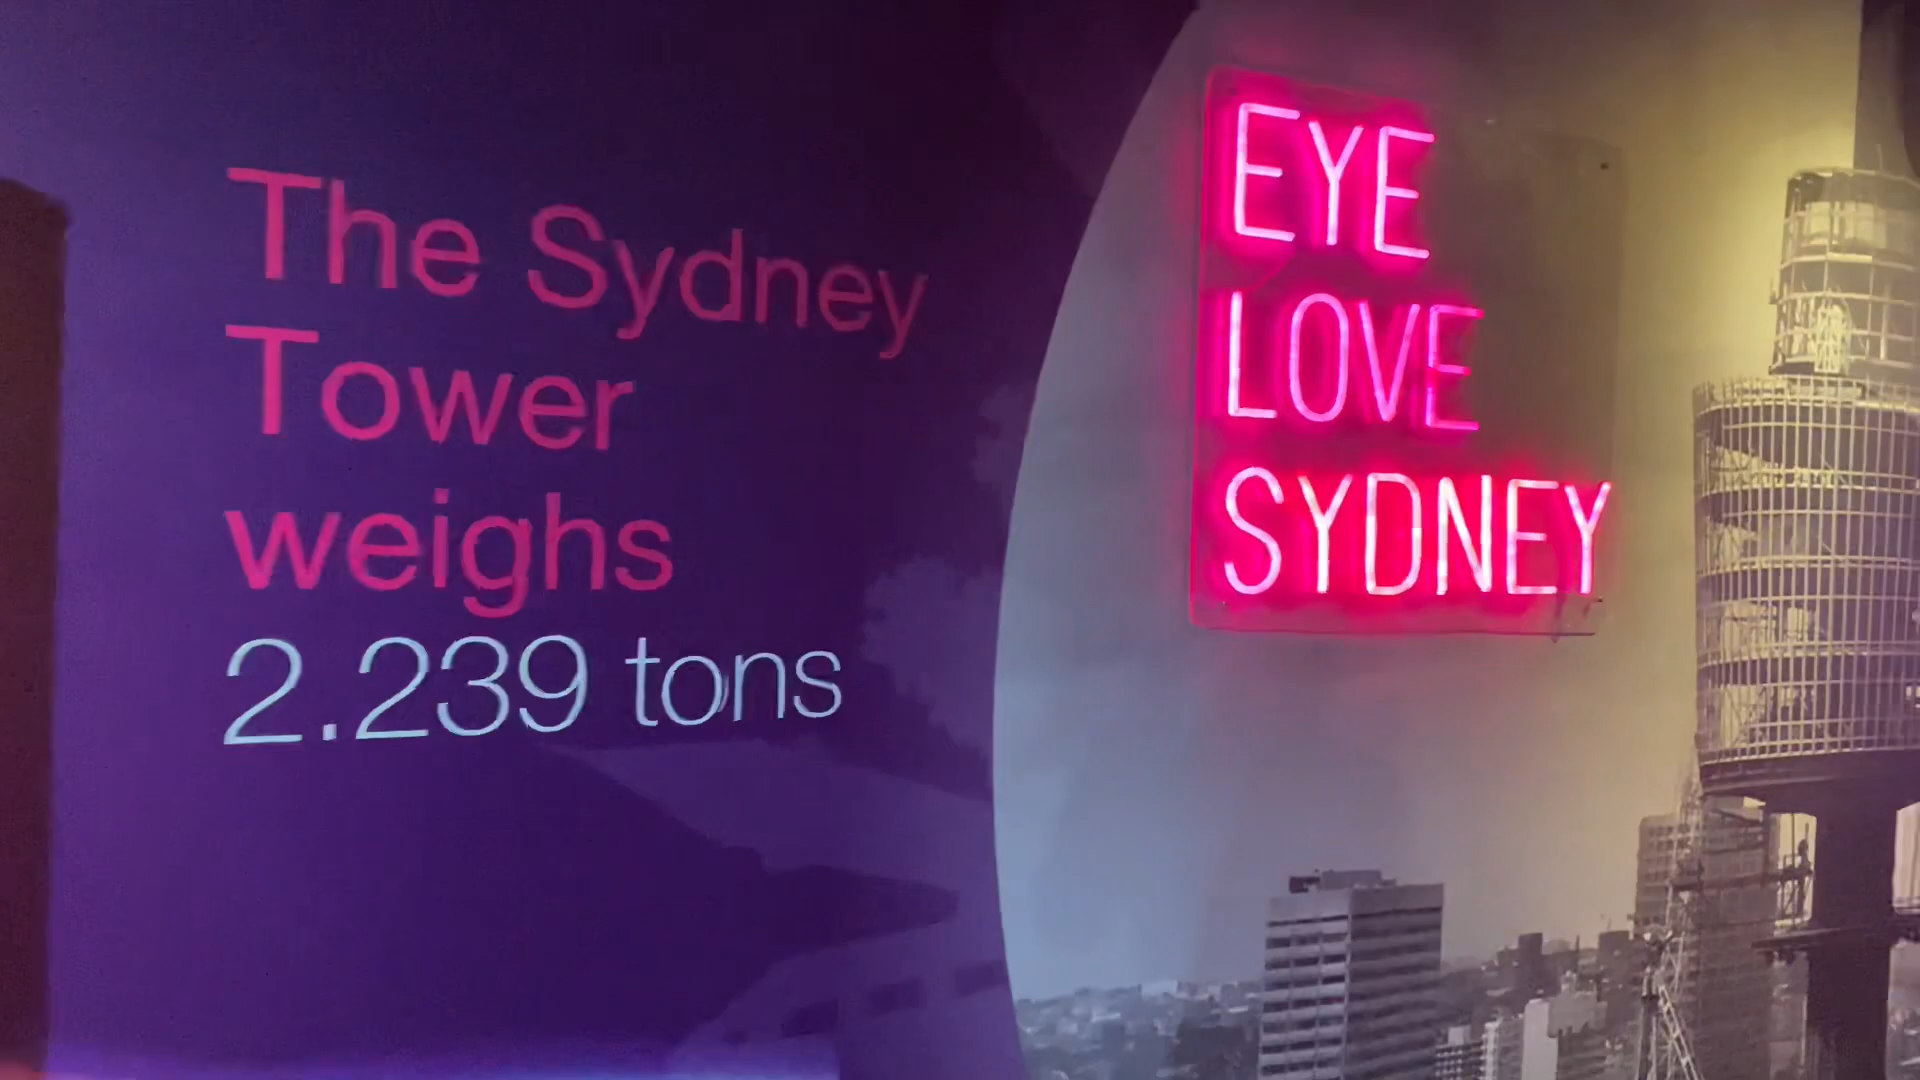 The Sydney
Tower
weighs
2.239 tons
EYE
LOVE
SYDNEY